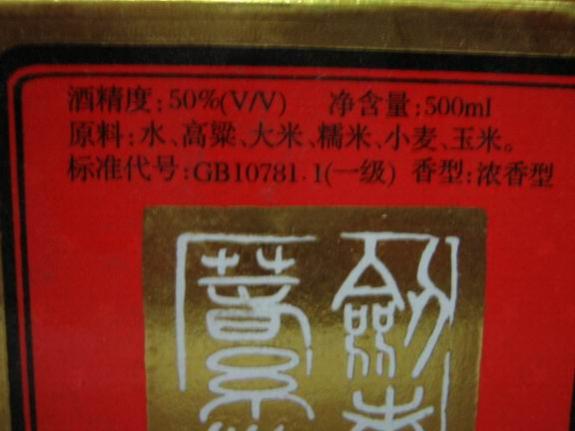 酒精度:50%(V/V) 净含量:500ml
原料:水、高粱、大米、糯米、小麦、玉米。
标准代号:GB10781.1(一级) 香型:浓香型